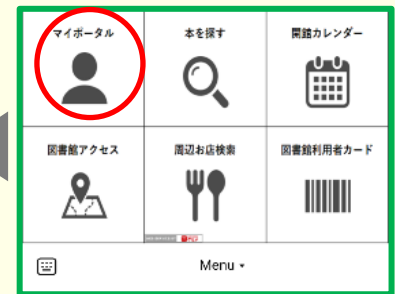 マイポータル
本を探す
開館カレンダー
図書館アクセス
周辺お店検索
図書館利用者カード
Menu